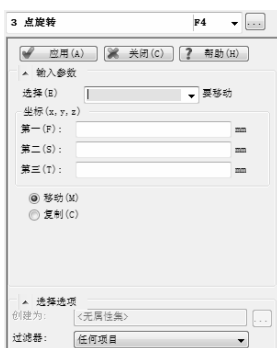 3 点旋转 F4 ...
应用(A) 关闭(C) ? 帮助(H)
输入参数
选择(E) 要移动
坐标(x, y, z)
第一(F): mm
第二(S): mm
第三(T): mm
移动(M)
复制(C)
选择选项
创建为: <无属性集> ...
过滤器: 任何项目